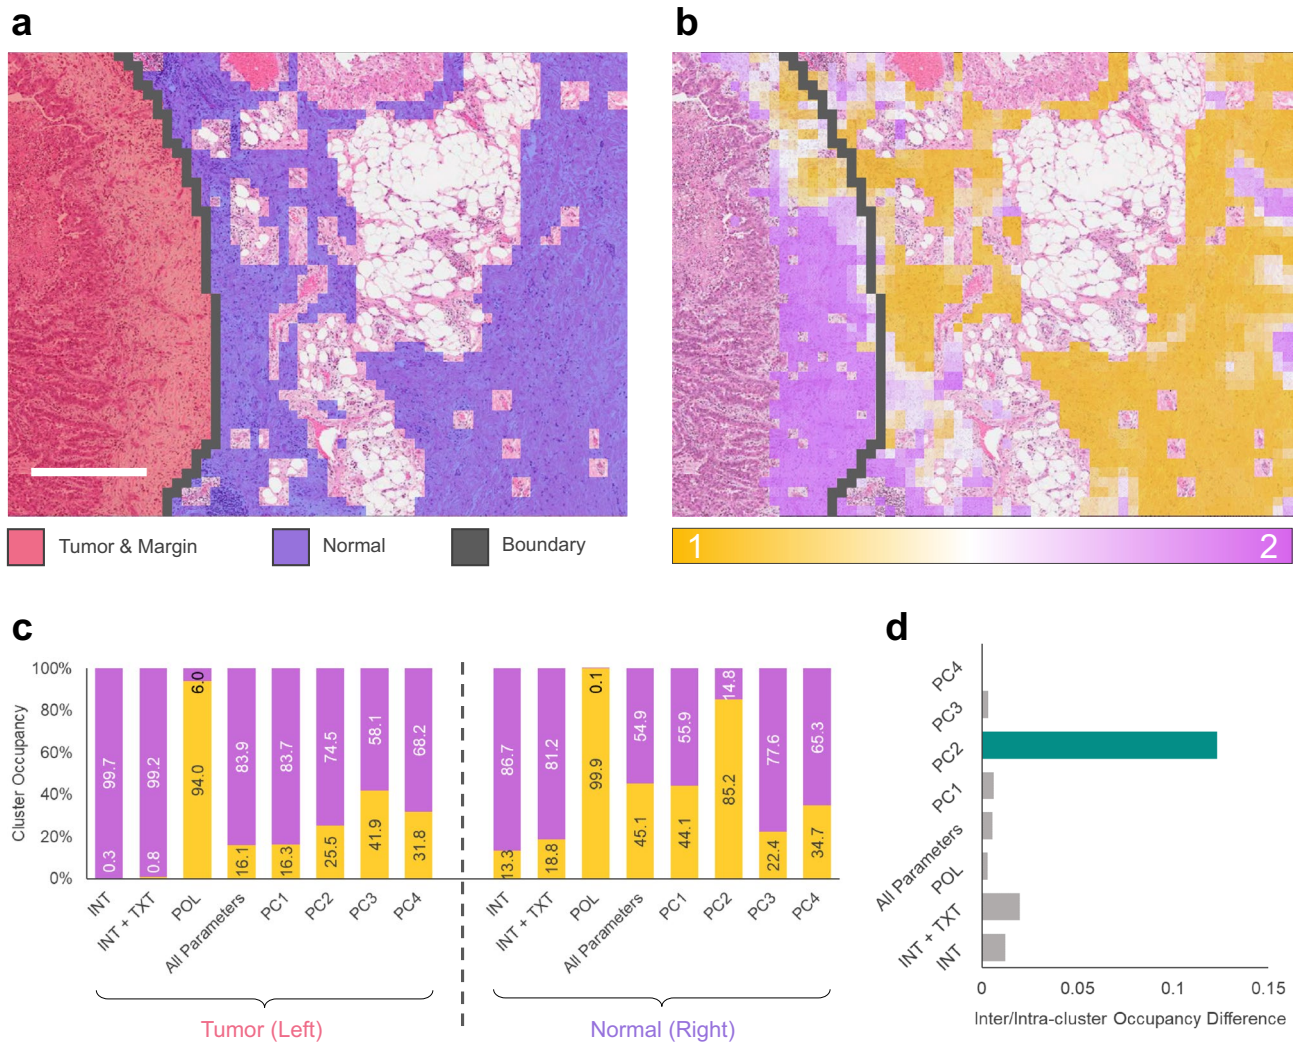 a
b
Tumor & Margin
Normal
Boundary
1
2
c
d
Cluster Occupancy
100%
80%
60%
40%
20%
0%
99.7
0.3
99.2
0.8
6.0
94.0
83.9
16.1
83.7
16.3
74.5
25.5
58.1
41.9
68.2
31.8
86.7
13.3
81.2
18.8
0.1
99.9
54.9
45.1
55.9
44.1
14.8
85.2
77.6
22.4
65.3
34.7
INT
INT + TXT
POL
All Parameters
PC1
PC2
PC3
PC4
INT
INT + TXT
POL
All Parameters
PC1
PC2
PC3
PC4
Tumor (Left)
Normal (Right)
PC4
PC3
PC2
PC1
All Parameters
POL
INT + TXT
INT
0
0.05
0.1
0.15
Inter/Intra-cluster Occupancy Difference